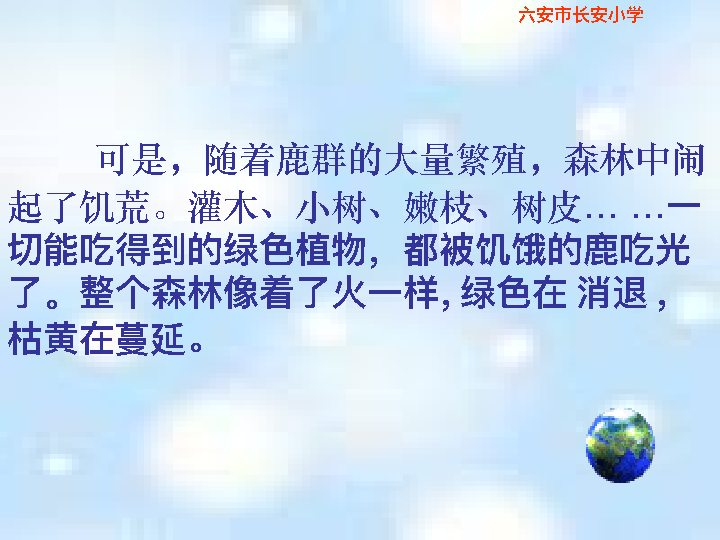 六安市长安小学
可是，随着鹿群的大量繁殖，森林中闹
起了饥荒。灌木、小树、嫩枝、树皮… …一
切能吃得到的绿色植物，都被饥饿的鹿吃光
了。整个森林像着了火一样, 绿色在 消退 ，
枯黄在蔓延。